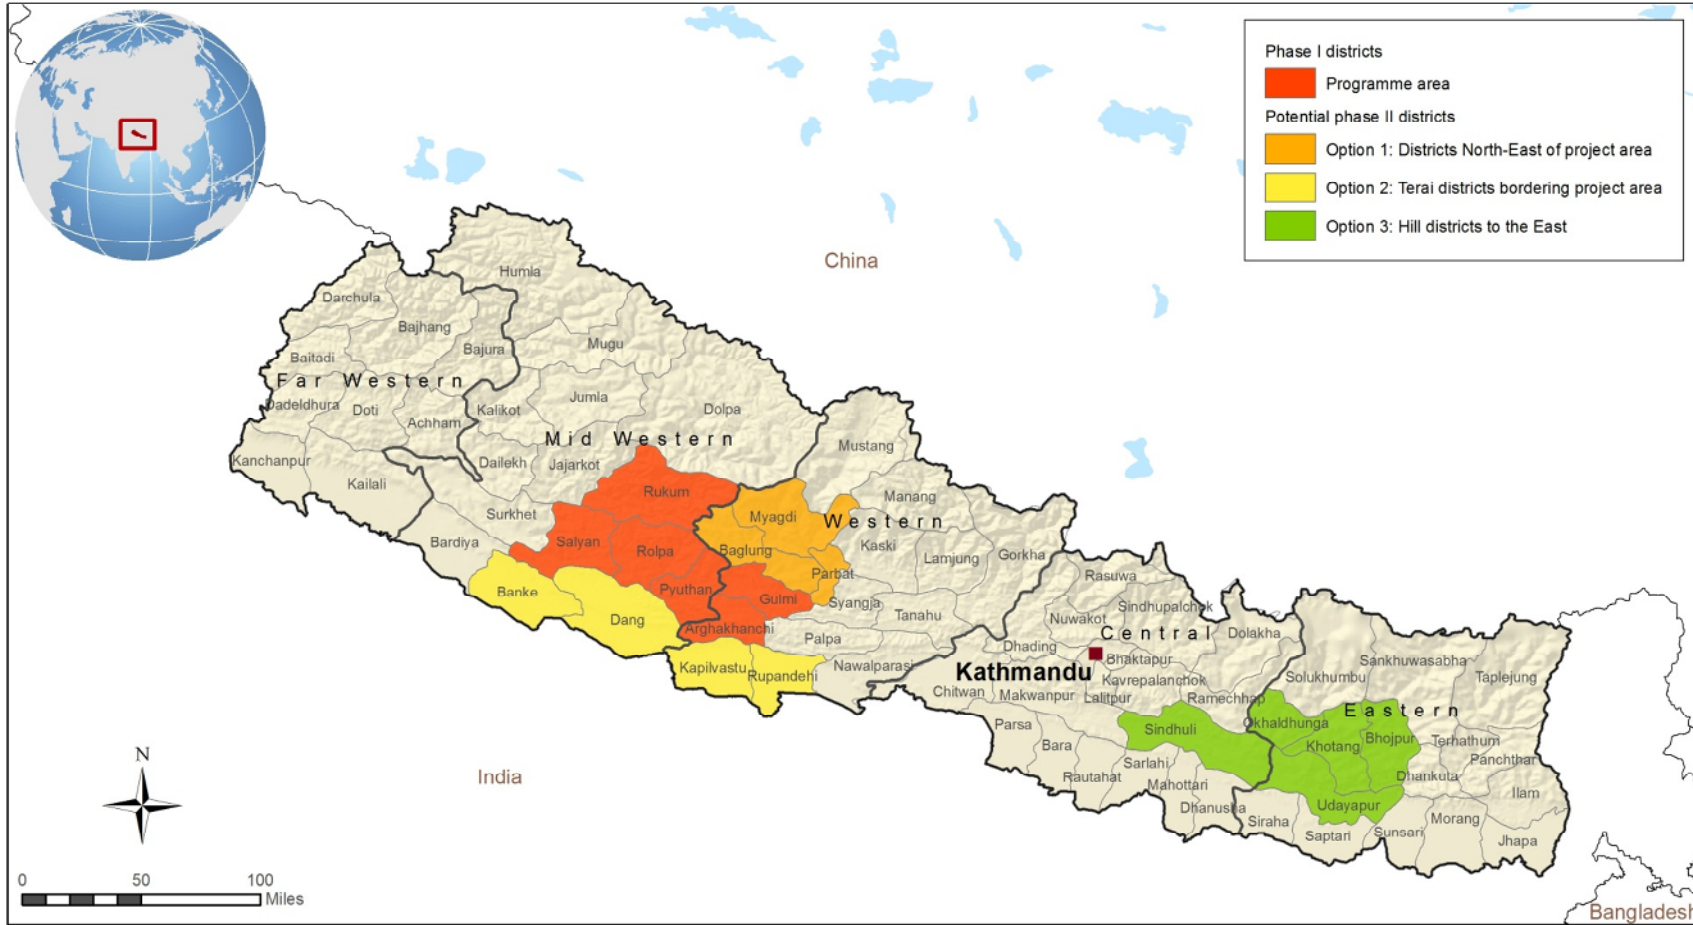 Phase I districts
Programme area
Potential phase II districts
Option 1: Districts North-East of project area
Option 2: Terai districts bordering project area
Option 3: Hill districts to the East
China
Humla
Darchula
Bajhang
Mugu
Bajura
Baitadi
Far Western
Jumla
Dadeldhura
Doti
Kalikot
Dolpa
Achham
Mid Western
Mustang
Kanchanpur
Dailekh
Jajarkot
Kailali
Rukum
Manang
Surkhet
Myagdi
Western
Bardiya
Salyan
Rolpa
Baglung
Kaski
Lamjung
Gorkha
Parbat
Rasuwa
Banke
Pyuthan
Gulmi
Syangja
Sindhupalchok
Dang
Tanahu
Nuwakot
Arghakhanchi
Palpa
Central
Dolakha
Dhading
Kapilvastu
Rupandehi
Nawalparasi
Kathmandu
Bhaktapur
Sankhuwasabha
Kavrepalanchok
Solukhumbu
Taplejung
Chitwan
Makwanpur
Lalitpur
Ramechhap
Eastern
Parsa
Sindhuli
Okhaldhunga
Bara
Khotang
Bhojpur
Terhathum
Panchthar
N
India
Rautahat
Sarlahi
Mahottari
Dhankuta
Ilam
Dhanusha
Siraha
Udayapur
Saptari
Sunsari
Morang
Jhapa
0 50 100
Miles
Bangladesh